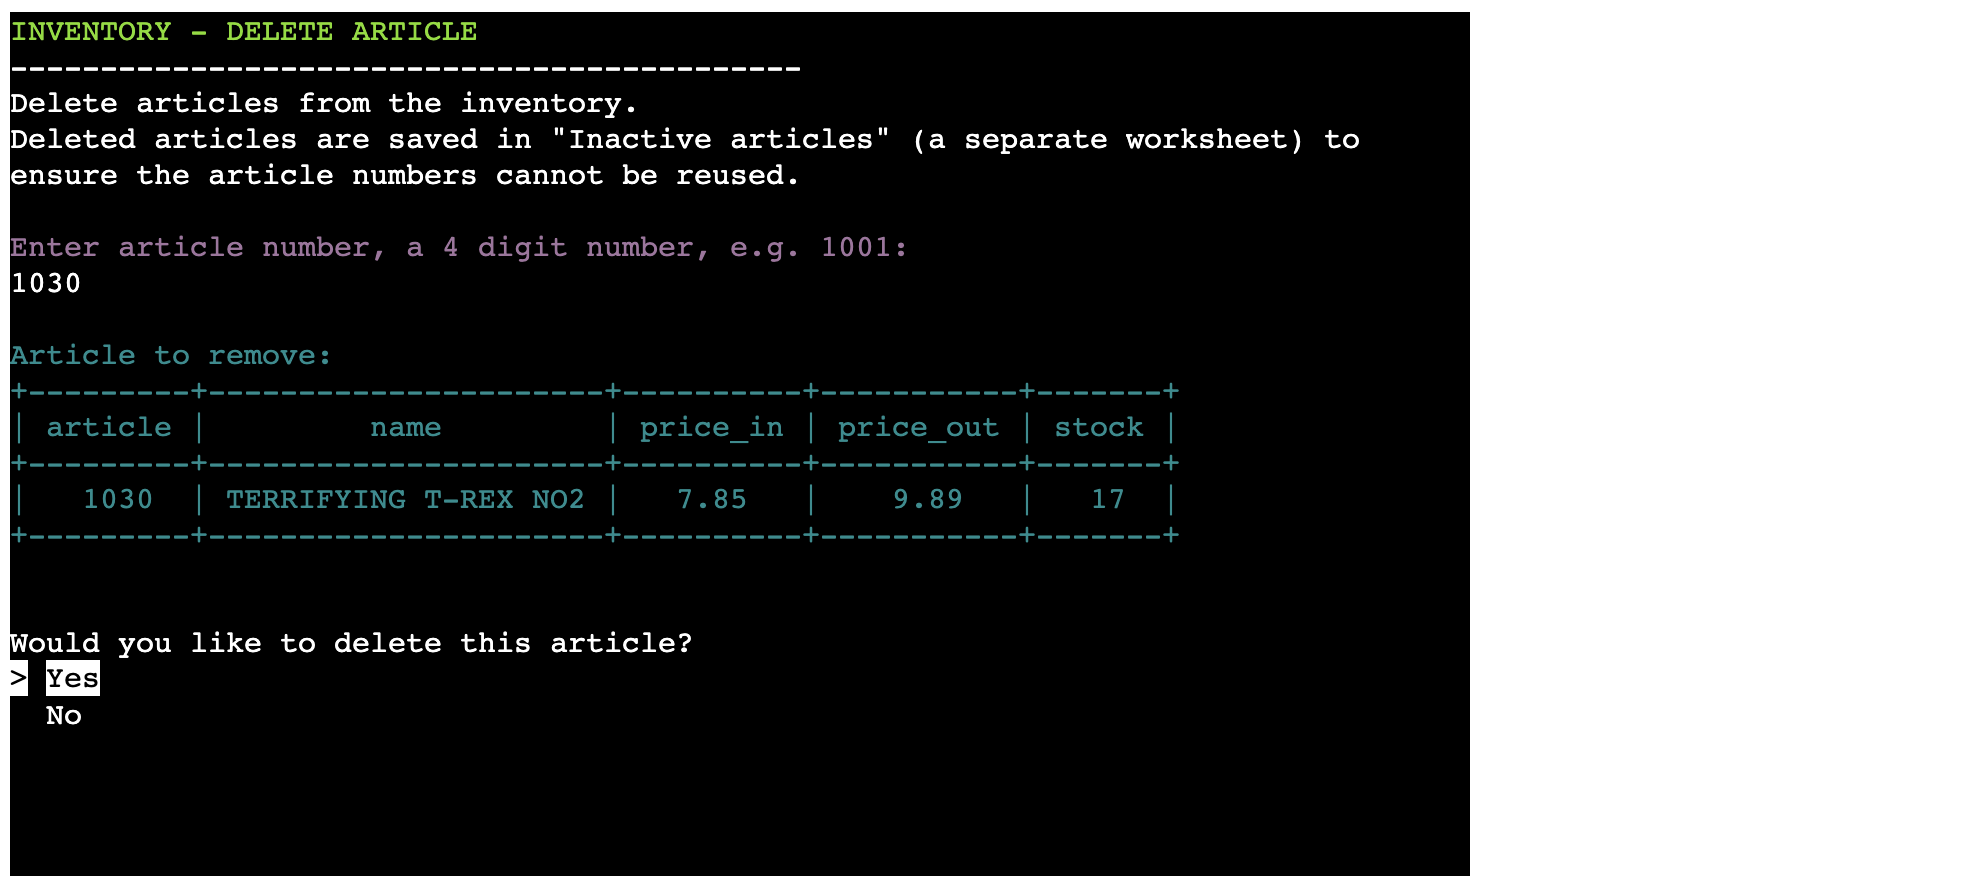 INVENTORY - DELETE ARTICLE
--------------------------------------------
Delete articles from the inventory.
Deleted articles are saved in "Inactive articles" (a separate worksheet) to
ensure the article numbers cannot be reused.
Enter article number, a 4 digit number, e.g. 1001:
1030
Article to remove:
+---------+----------------------+----------+-----------+-------+
| article |         name         | price_in | price_out | stock |
+---------+----------------------+----------+-----------+-------+
|   1030  | TERRIFYING T-REX NO2 |   7.85   |    9.89   |   17  |
+---------+----------------------+----------+-----------+-------+
Would you like to delete this article?
> Yes
  No